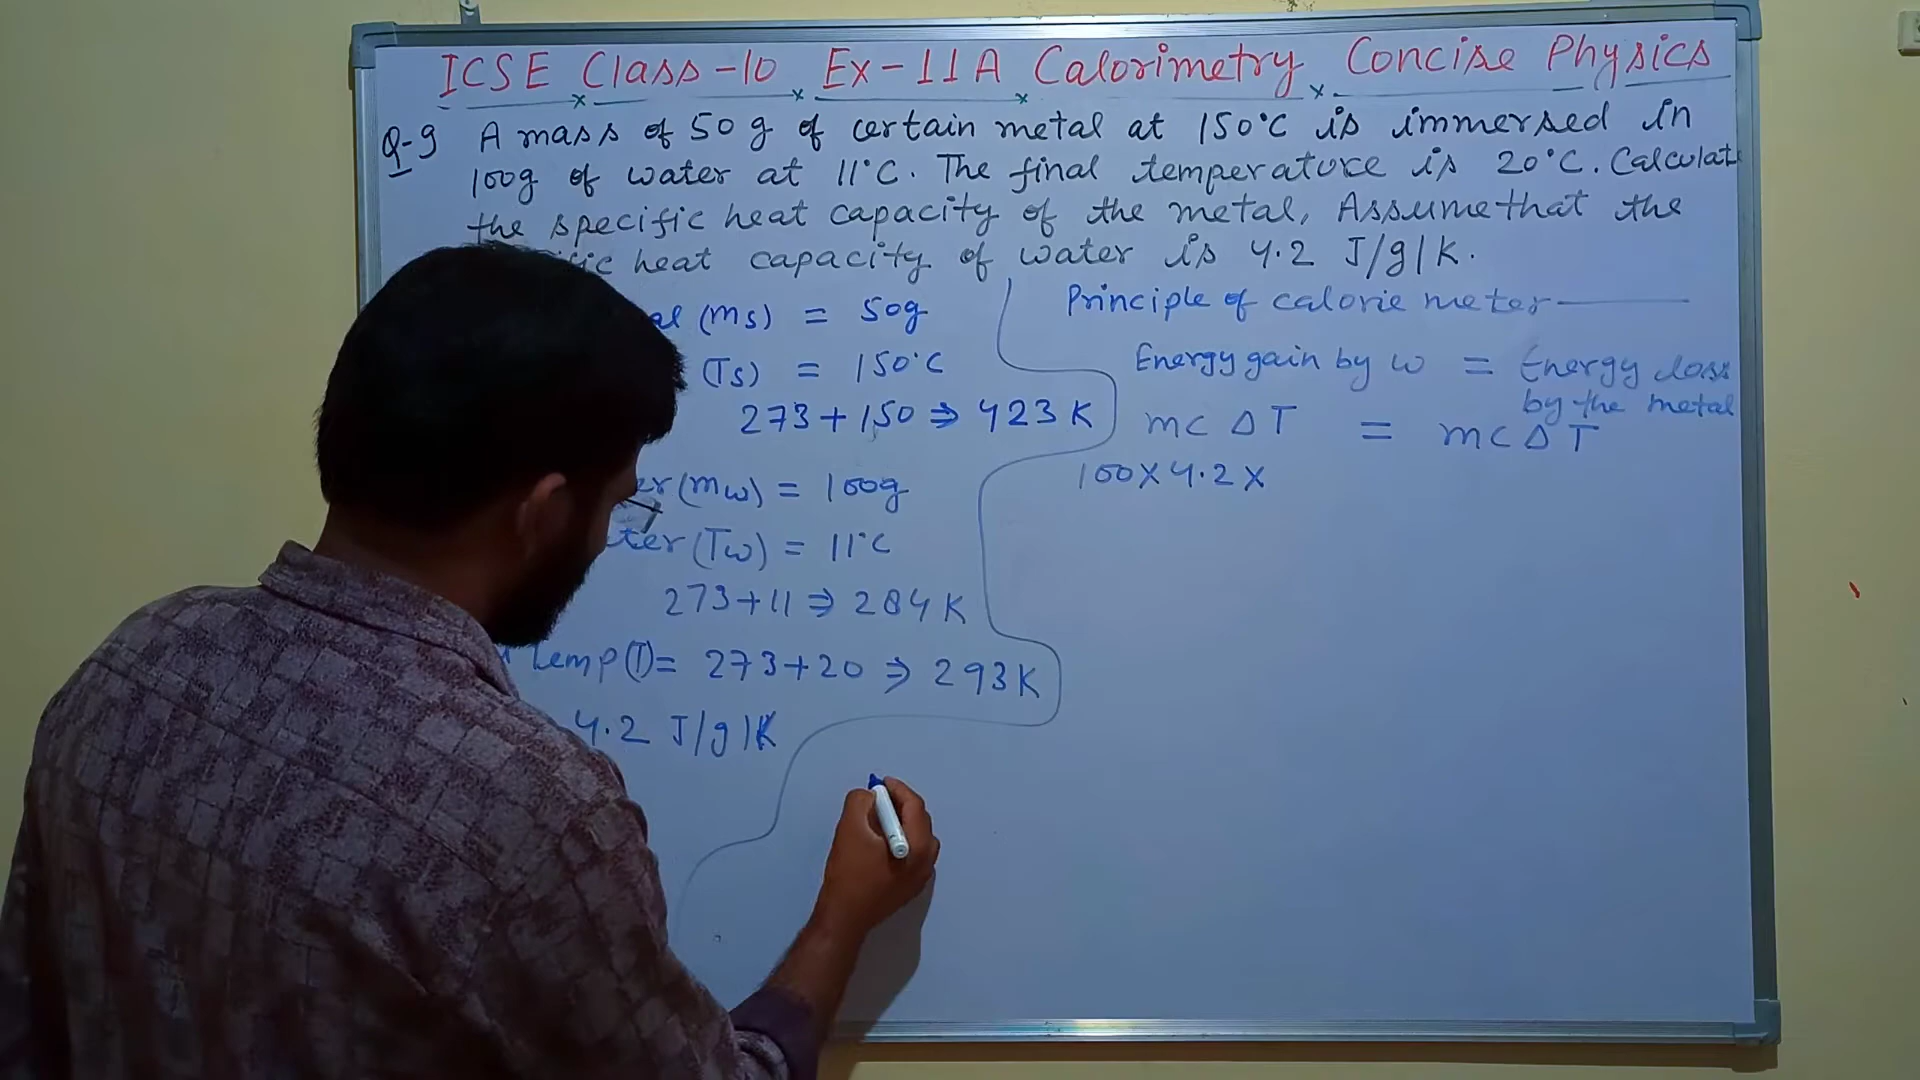 ICSE Class-10 Ex-11A Calorimetry Concise Physics
Q-9 A mass of 50 g of certain metal at 150°C is immersed in
100g of water at 11°C. The final temperature is 20°C. Calculat
the specific heat capacity of the metal, Assume that the
heat capacity of water is 4.2 J/g/K.
(ms) = 50g
(Ts) = 150°C
273+150 ⇒ 423 K
(mw) = 100g
(Tw) = 11°C
273+11 ⇒ 284 K
Temp(T)= 273+20 ⇒ 293K
4.2 J/g/K
Principle of calorie meter
Energy gain by w = Energy loss
by the metal
mc ΔT = mcΔT
100×4.2×